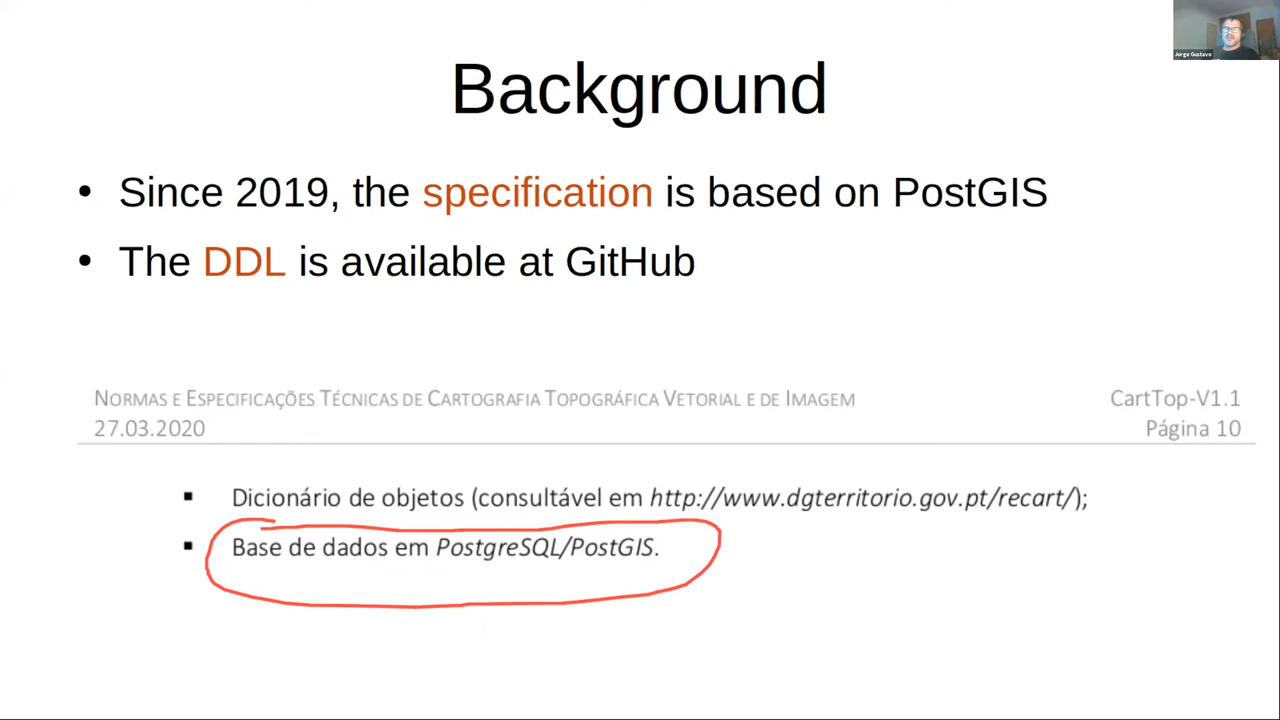 Jorge Gustavo
Background
• Since 2019, the specification is based on PostGIS
• The DDL is available at GitHub
NORMAS E ESPECIFICAÇÕES TÉCNICAS DE CARTOGRAFIA TOPOGRÁFICA VETORIAL E DE IMAGEM CartTop-V1.1
27.03.2020 Página 10
▪ Dicionário de objetos (consultável em http://www.dgterritorio.gov.pt/recart/);
▪ Base de dados em PostgreSQL/PostGIS.